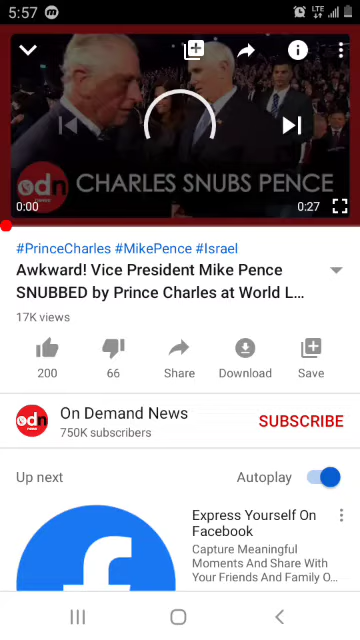 5:57
LTE
odn
CHARLES SNUBS PENCE
0:00
0:27
#PrinceCharles #MikePence #Israel
Awkward! Vice President Mike Pence
SNUBBED by Prince Charles at World L...
17K views
200
66
Share
Download
Save
odn
On Demand News
750K subscribers
SUBSCRIBE
Up next
Autoplay
Express Yourself On
Facebook
Capture Meaningful
Moments And Share With
Your Friends And Family O...